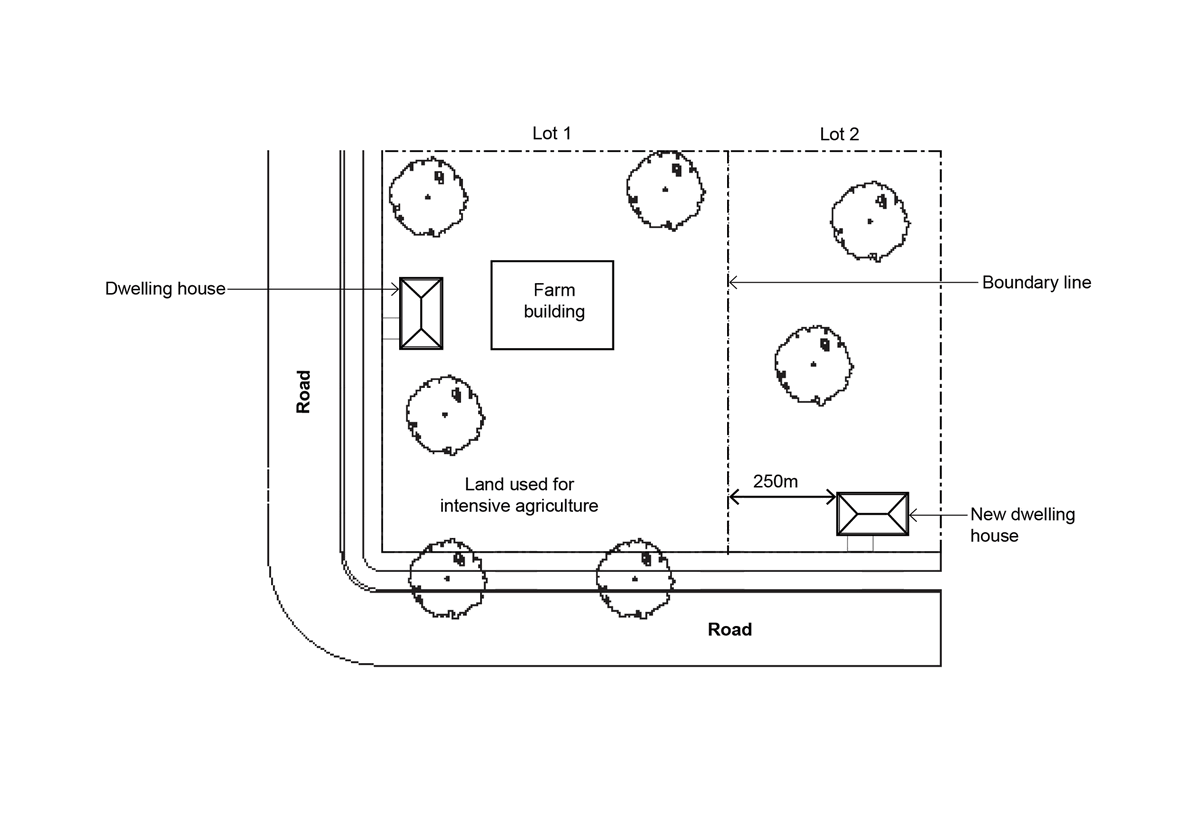 Lot 1
Lot 2
Dwelling house
Farm
building
Boundary line
Road
Land used for
intensive agriculture
250m
New dwelling
house
Road